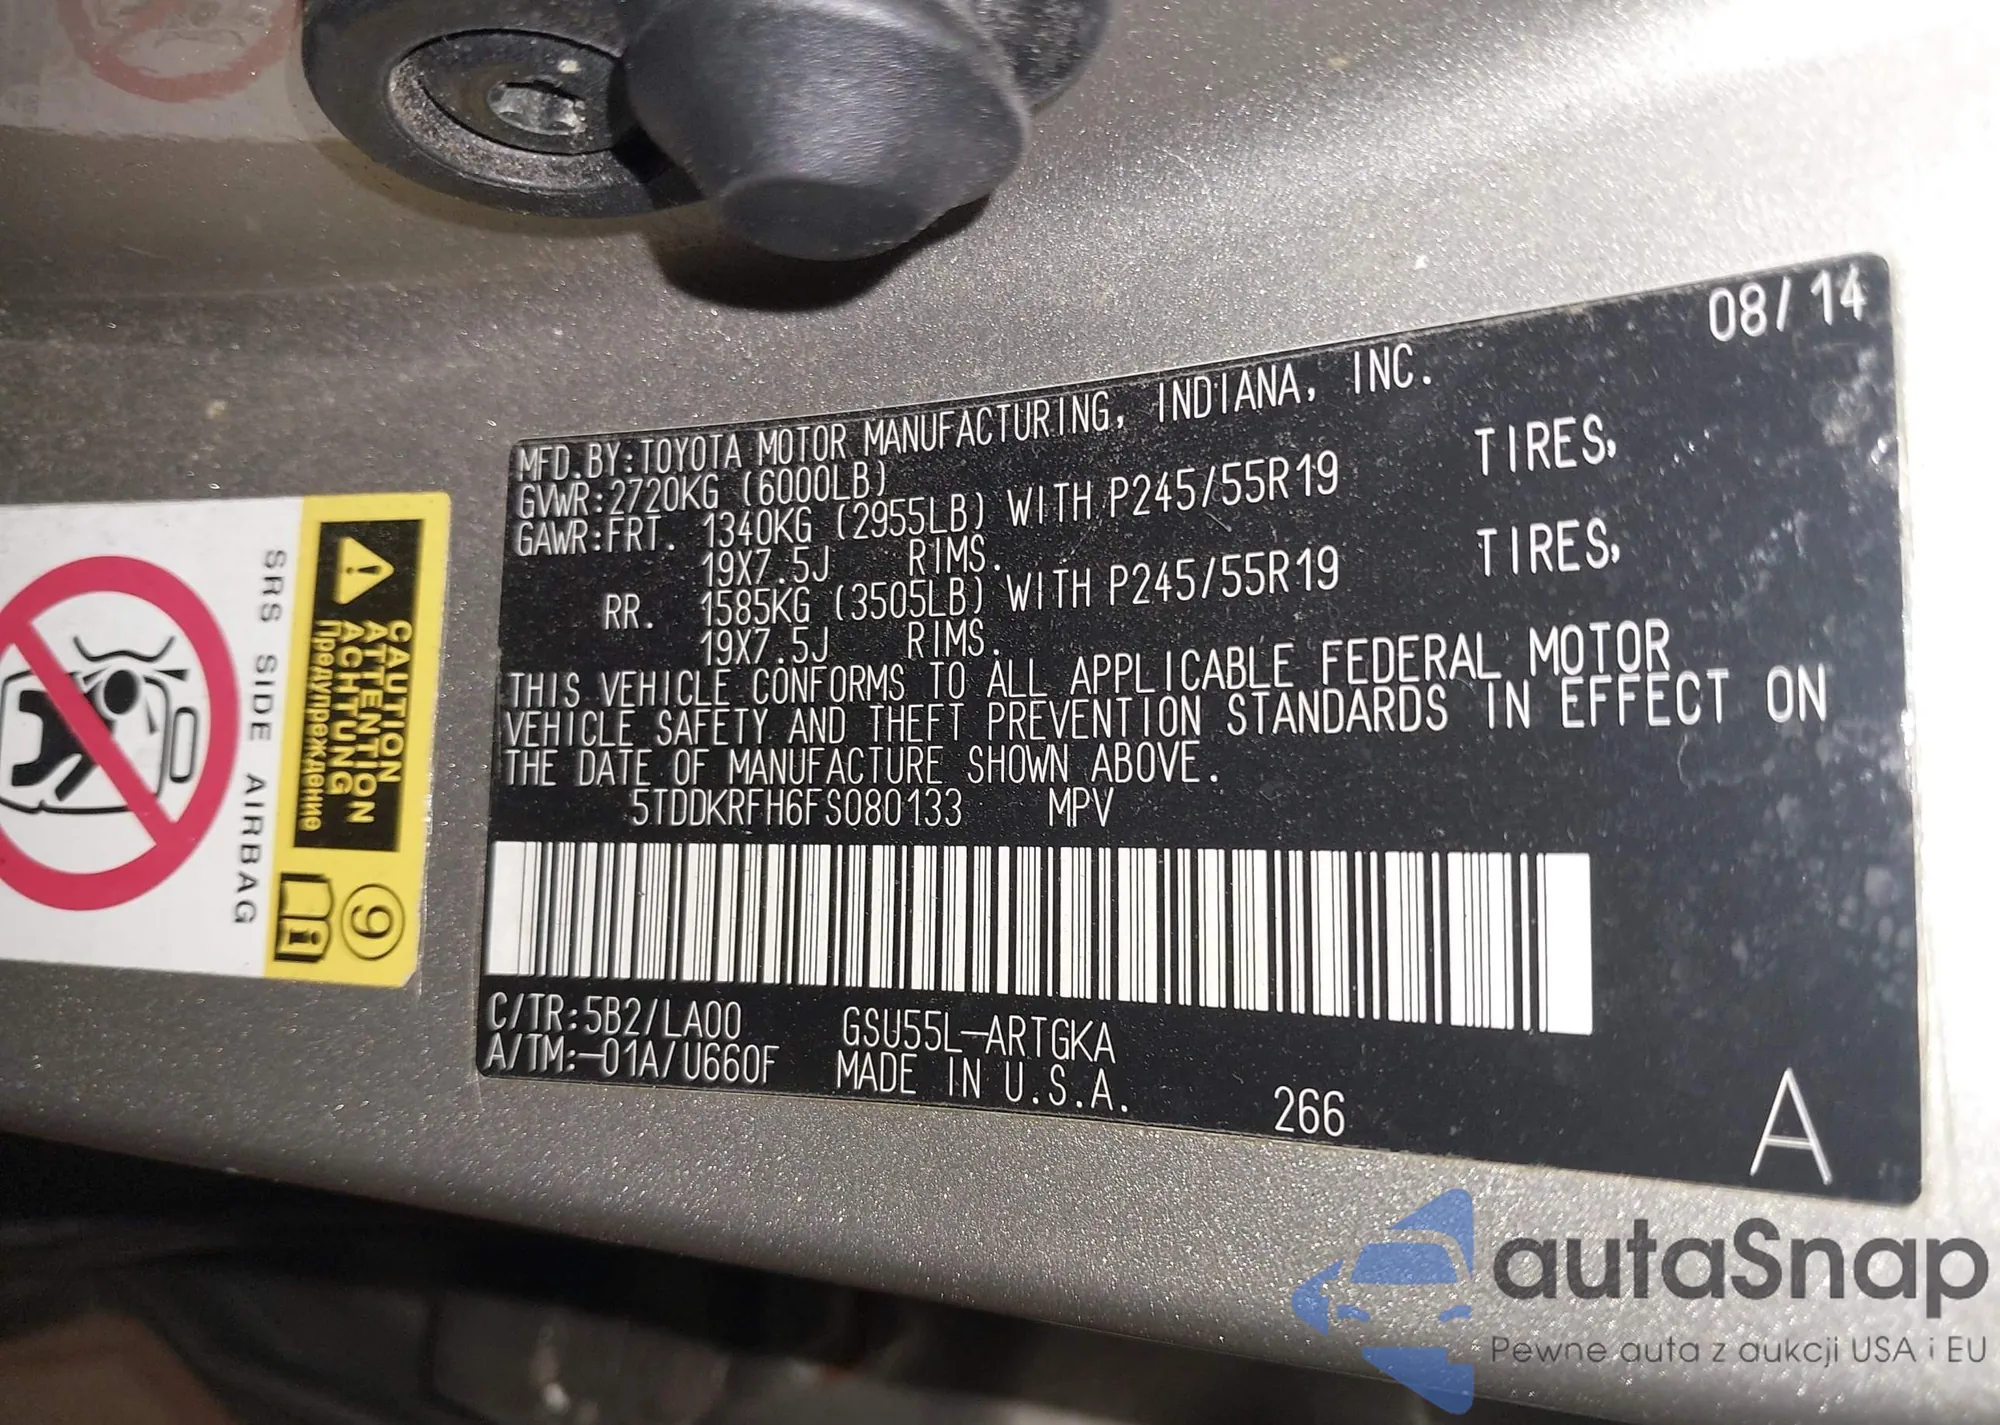 08/14
MFD.BY:TOYOTA MOTOR MANUFACTURING, INDIANA, INC.
GVWR:2720KG (6000LB)
GAWR:FRT. 1340KG (2955LB) WITH P245/55R19 TIRES,
19X7.5J RIMS.
RR. 1585KG (3505LB) WITH P245/55R19 TIRES,
19X7.5J RIMS.
THIS VEHICLE CONFORMS TO ALL APPLICABLE FEDERAL MOTOR
VEHICLE SAFETY AND THEFT PREVENTION STANDARDS IN EFFECT ON
THE DATE OF MANUFACTURE SHOWN ABOVE.
5TDDKRFH6FS080133 MPV
C/TR:5B2/LA00 GSU55L-ARTGKA
A/TM:-01A/U660F MADE IN U.S.A.
266
A
CAUTION
ATTENTION
ACHTUNG
Предупреждение
SRS SIDE AIRBAG
9
i
autaSnap
Pewne auta z aukcji USA i EU